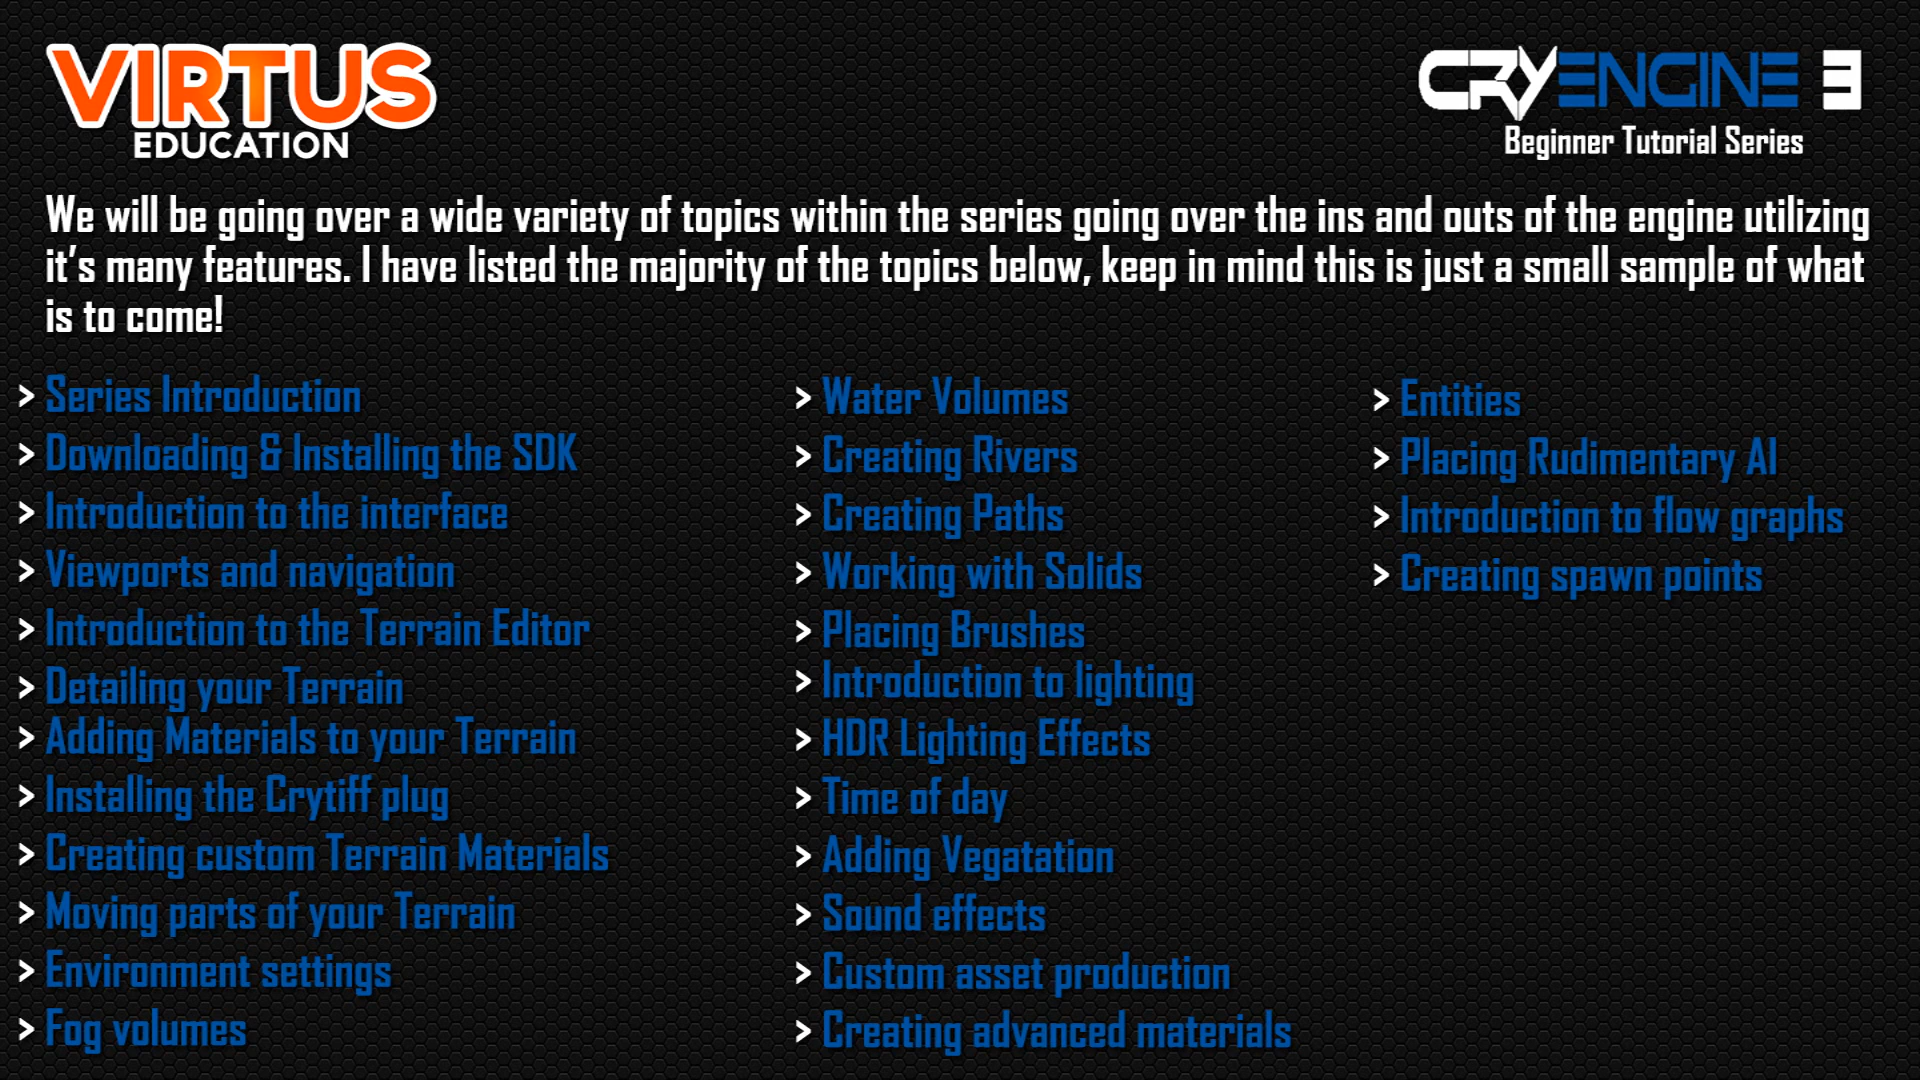 VIRTUS
EDUCATION
CRYENGINE 3
Beginner Tutorial Series
We will be going over a wide variety of topics within the series going over the ins and outs of the engine utilizing
it's many features. I have listed the majority of the topics below, keep in mind this is just a small sample of what
is to come!
> Series Introduction
> Downloading & Installing the SDK
> Introduction to the interface
> Viewports and navigation
> Introduction to the Terrain Editor
> Detailing your Terrain
> Adding Materials to your Terrain
> Installing the Crytiff plug
> Creating custom Terrain Materials
> Moving parts of your Terrain
> Environment settings
> Fog volumes
> Water Volumes
> Creating Rivers
> Creating Paths
> Working with Solids
> Placing Brushes
> Introduction to lighting
> HDR Lighting Effects
> Time of day
> Adding Vegatation
> Sound effects
> Custom asset production
> Creating advanced materials
> Entities
> Placing Rudimentary AI
> Introduction to flow graphs
> Creating spawn points